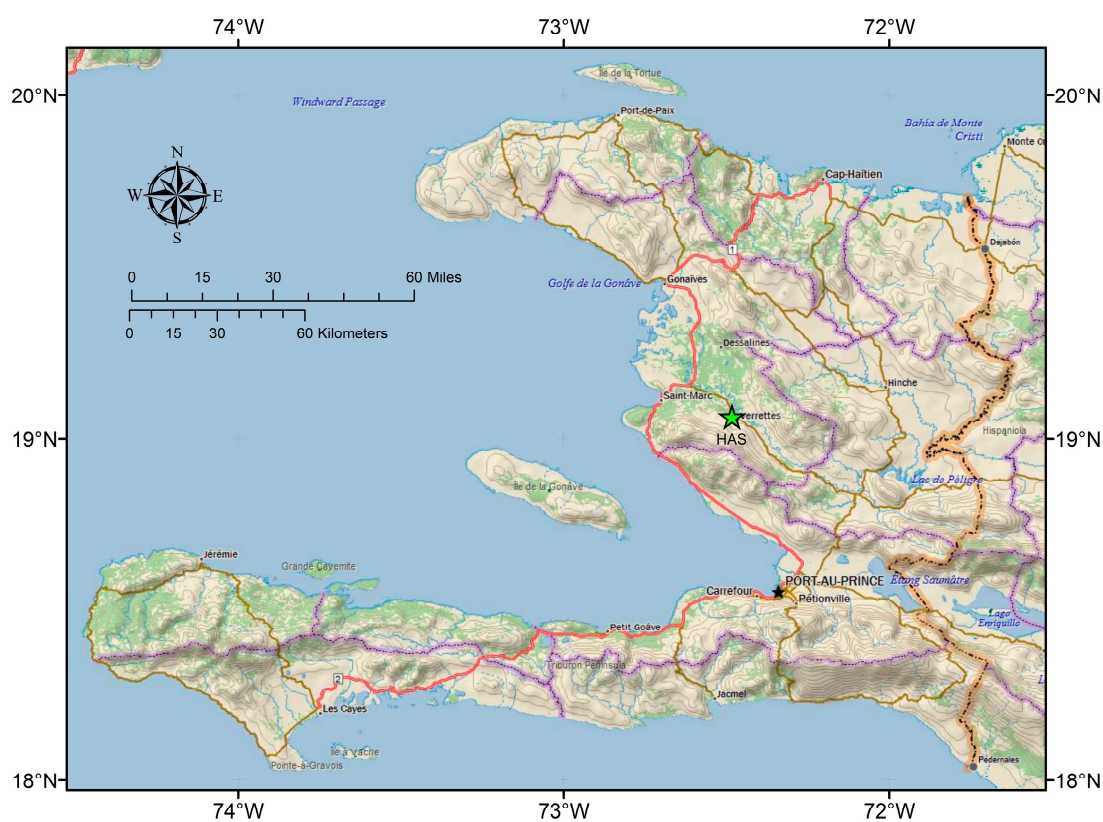 74°W 73°W 72°W
20°N 20°N
Île de la Tortue
Windward Passage
Port-de-Paix
Bahía de Monte
Cristi
Monte Cr
N
W E
S
Cap-Haïtien
Dajabón
1
0 15 30 60 Miles
0 15 30 60 Kilometers
Golfe de la Gonâve
Gonaïves
Dessalines
Hinche
Saint-Marc
errettes
HAS
19°N 19°N
Hispaniola
Lac de Péligre
Île de la Gonâve
Jérémie
Grande Cayemite
PORT-AU-PRINCE
Etang Saumâtre
Carrefour
Pétionville
Lago
Enriquillo
Petit Goâve
Tiburon Peninsula
2
L
Jacmel
Les Cayes
Île à Vache
Pointe-à-Gravois
Pedernales
18°N 18°N
74°W 73°W 72°W